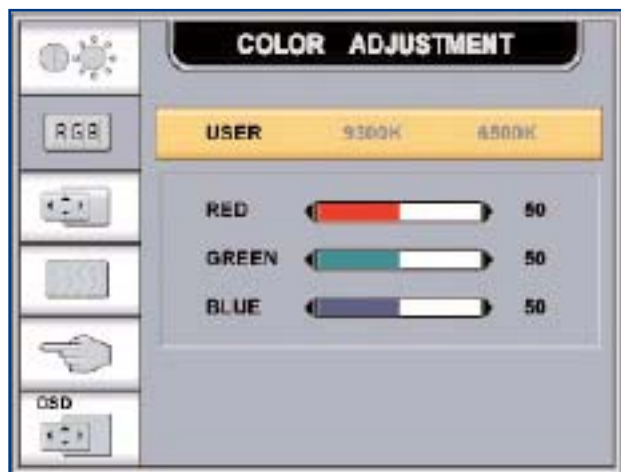 COLOR ADJUSTMENT
RGB
USER 9300K 6500K
RED 50
GREEN 50
BLUE 50
OSD